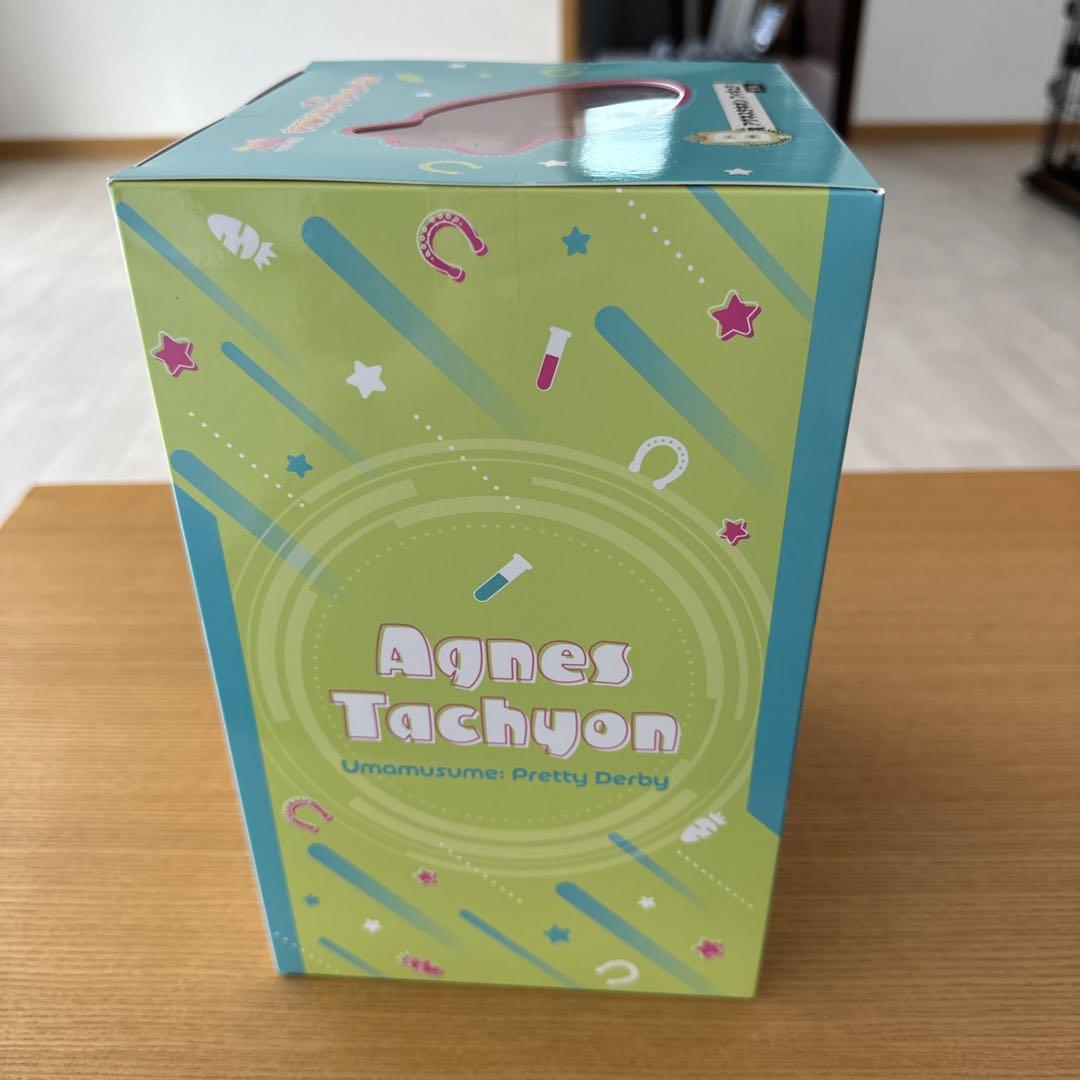 Agnes
Tachyon
Umamusume: Pretty Derby